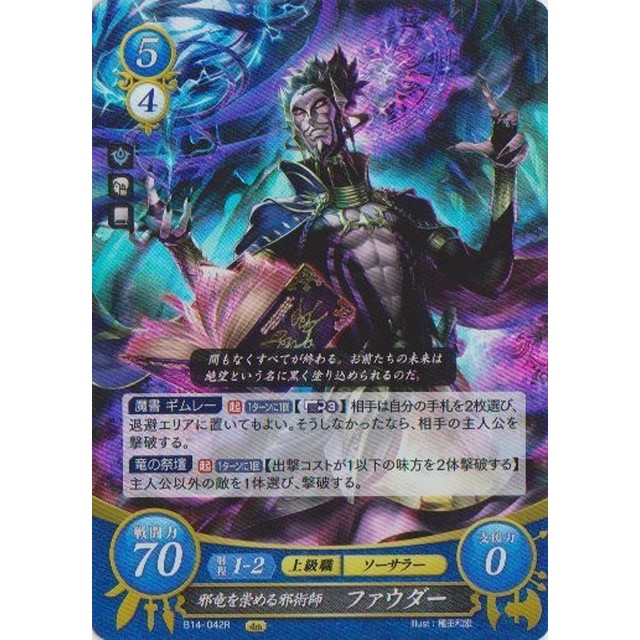 5
4
間もなくすべてが終わる。お前たちの未来は
絶望という名に黒く塗り込められるのだ。
魔書 ギムレー 起 1ターンに1回 【3】相手は自分の手札を2枚選び、
退避エリアに置いてもよい。そうしなかったなら、相手の主人公を
撃破する。
竜の祭壇 起 1ターンに1回 【出撃コストが1以下の味方を2体撃破する】
主人公以外の敵を1体選び、撃破する。
戦闘力
70
射程 1-2
上級職
ソーサラー
支援力
0
邪竜を崇める邪術師 ファウダー
B14-042R
Illust:相田和宏